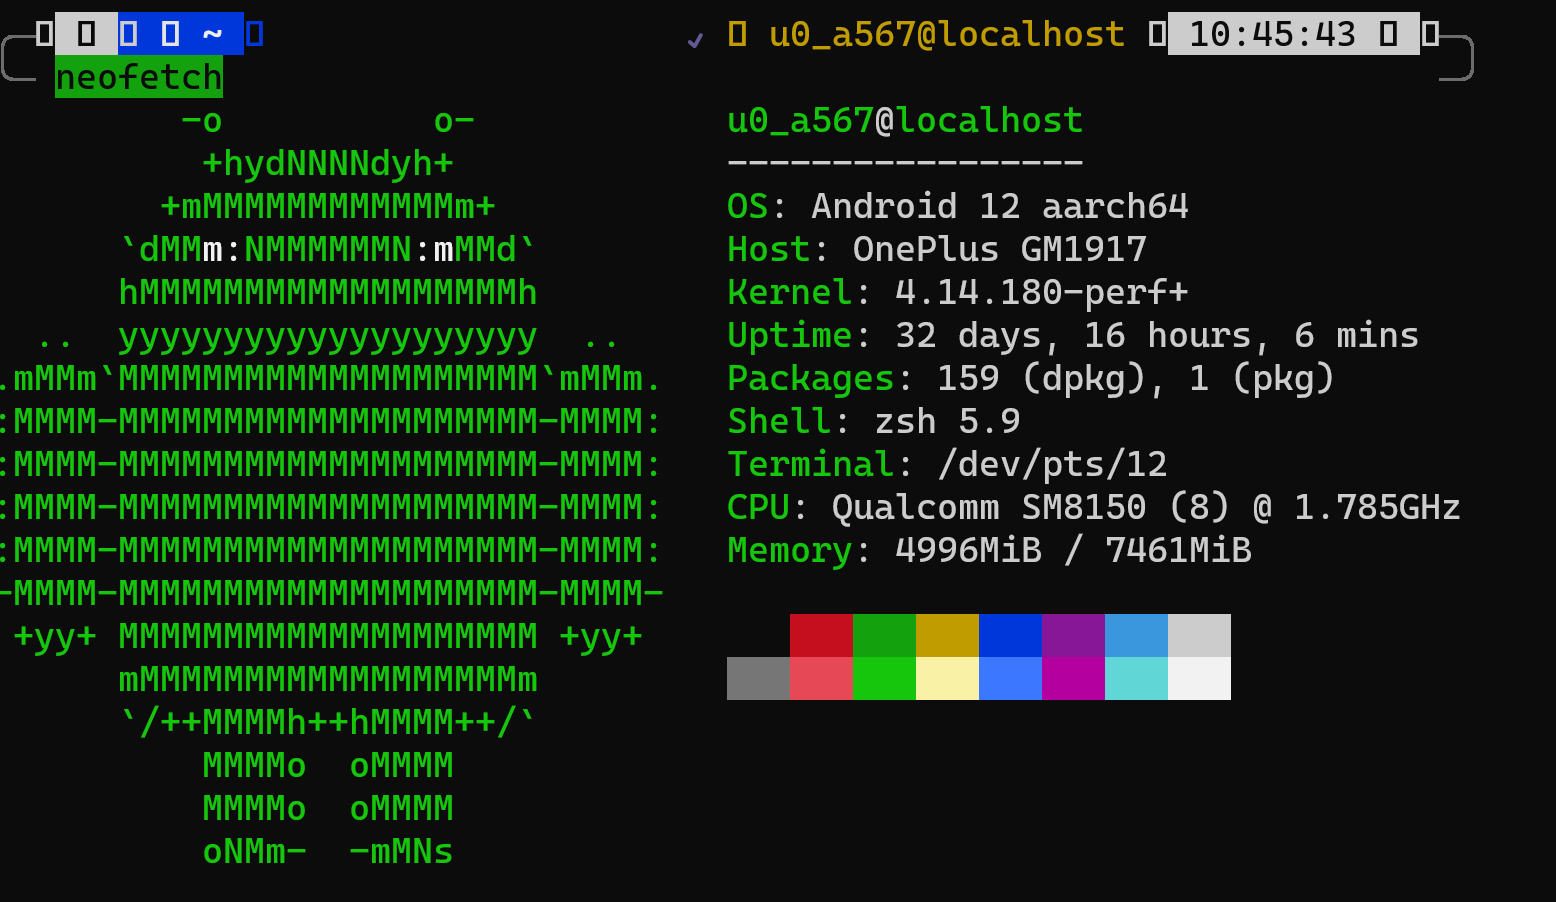 ~ ✓ u0_a567@localhost 10:45:43
neofetch
-o o- u0_a567@localhost
+hydNNNNdyh+ -----------------
+mMMMMMMMMMMMMm+ OS: Android 12 aarch64
`dMMm:NMMMMMMN:mMMd` Host: OnePlus GM1917
hMMMMMMMMMMMMMMMMMMh Kernel: 4.14.180-perf+
.. yyyyyyyyyyyyyyyyyyyy .. Uptime: 32 days, 16 hours, 6 mins
.mMMm`MMMMMMMMMMMMMMMMMMMM`mMMm. Packages: 159 (dpkg), 1 (pkg)
:MMMM-MMMMMMMMMMMMMMMMMMMM-MMMM: Shell: zsh 5.9
:MMMM-MMMMMMMMMMMMMMMMMMMM-MMMM: Terminal: /dev/pts/12
:MMMM-MMMMMMMMMMMMMMMMMMMM-MMMM: CPU: Qualcomm SM8150 (8) @ 1.785GHz
:MMMM-MMMMMMMMMMMMMMMMMMMM-MMMM: Memory: 4996MiB / 7461MiB
-MMMM-MMMMMMMMMMMMMMMMMMMM-MMMM-
+yy+ MMMMMMMMMMMMMMMMMMMM +yy+
mMMMMMMMMMMMMMMMMMMm
`/++MMMMh++hMMMM++/`
MMMMo oMMMM
MMMMo oMMMM
oNMm- -mMNs